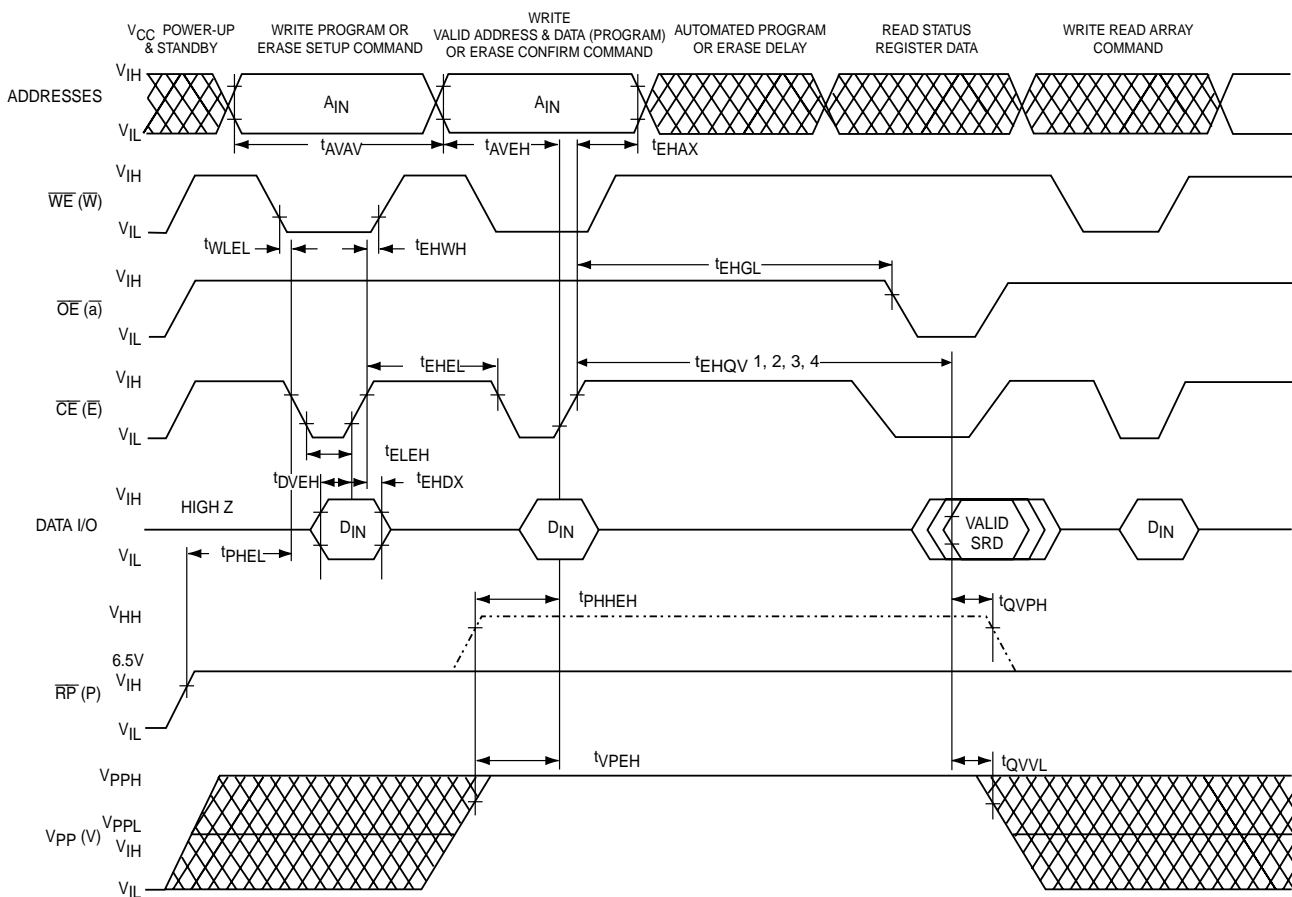 VCC POWER-UP
& STANDBY
WRITE PROGRAM OR
ERASE SETUP COMMAND
WRITE
VALID ADDRESS & DATA (PROGRAM)
OR ERASE CONFIRM COMMAND
AUTOMATED PROGRAM
OR ERASE DELAY
READ STATUS
REGISTER DATA
WRITE READ ARRAY
COMMAND
ADDRESSES
VIH
VIL
AIN
AIN
tAVAV
tAVEH
tEHAX
W̅E̅ (W̅)
VIH
VIL
tWLEL
tEHWH
tEHGL
O̅E̅ (a̅)
VIH
VIL
tEHEL
tEHQV 1, 2, 3, 4
C̅E̅ (E̅)
VIH
VIL
tELEH
tDVEH
tEHDX
DATA I/O
VIH
VIL
HIGH Z
DIN
DIN
VALID
SRD
DIN
tPHEL
tPHHEH
tQVPH
VHH
6.5V
VIH
R̅P̅ (P)
VIL
tVPEH
tQVVL
VPPH
VPPL
VPP (V)
VIH
VIL